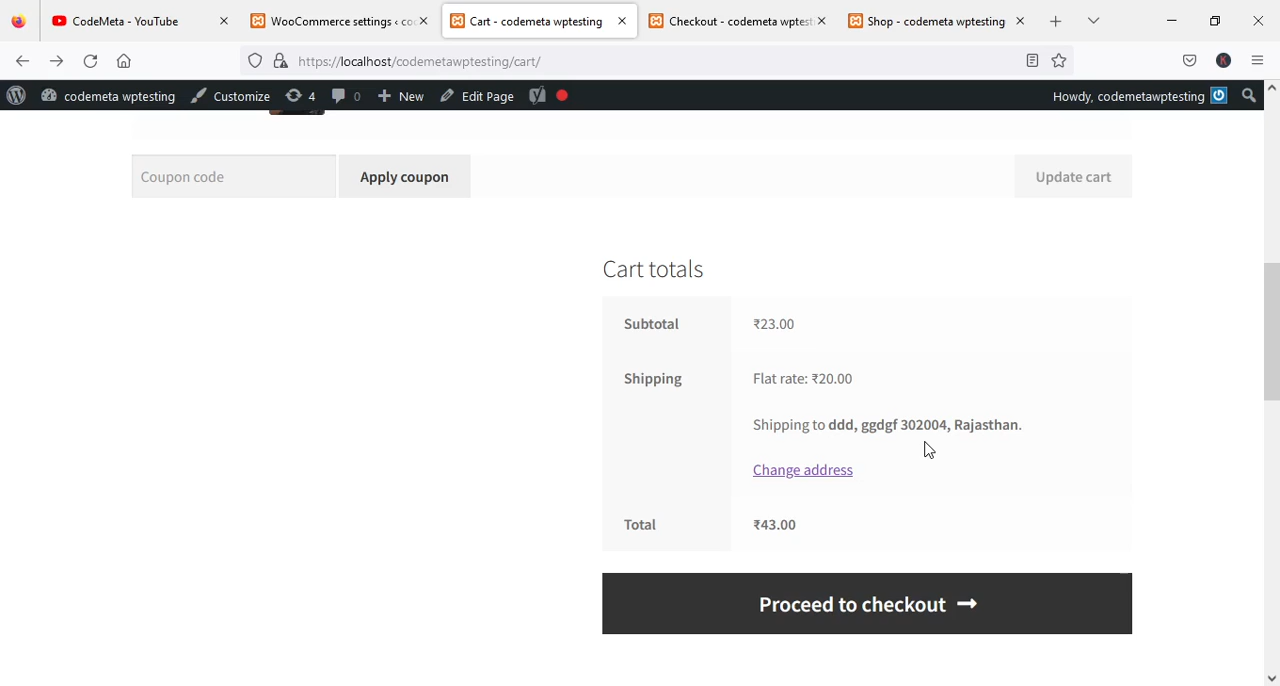 CodeMeta - YouTube
WooCommerce settings ‹ co
Cart - codemeta wptesting
Checkout - codemeta wptesti
Shop - codemeta wptesting
K
https://localhost/codemetawptesting/cart/
codemeta wptesting
Customize
4
0
New
Edit Page
Howdy, codemetawptesting
Coupon code
Apply coupon
Update cart
Cart totals
Subtotal ₹23.00
Shipping Flat rate: ₹20.00
Shipping to ddd, ggdgf 302004, Rajasthan.
Change address
Total ₹43.00
Proceed to checkout →